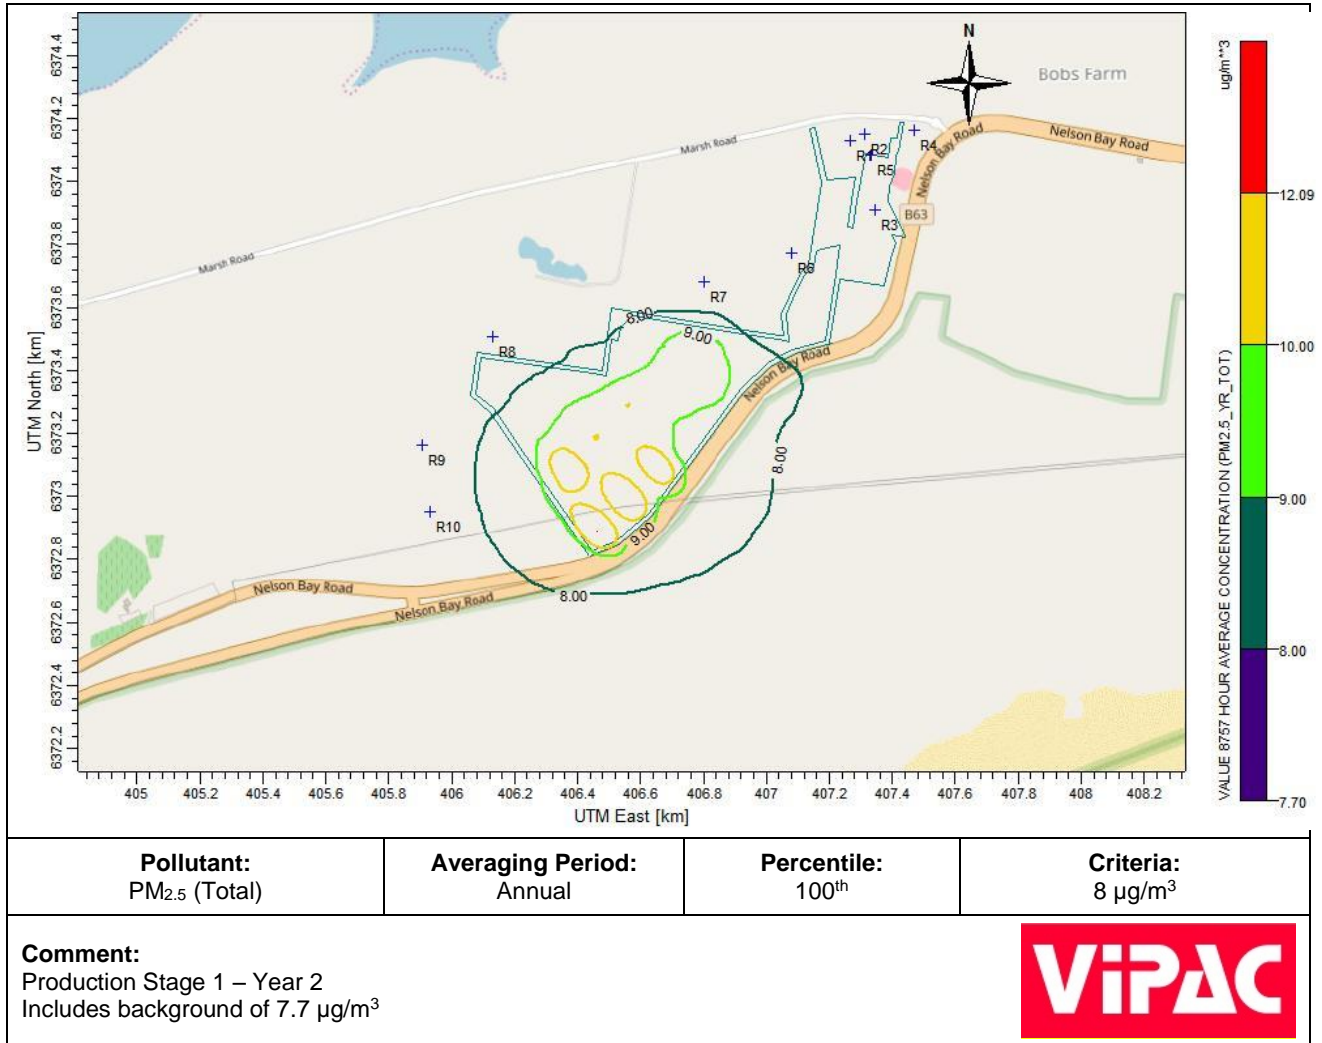 N
Bobs Farm
Nelson Bay Road
Nelson Bay Road
Marsh Road
Marsh Road
B63
R1
R2
R4
R5
R3
R6
R7
R8
R9
R10
8.00
9.00
8.00
9.00
8.00
Nelson Bay Road
Nelson Bay Road
Nelson Bay Road
UTM North [km]
6374.4
6374.2
6374
6373.8
6373.6
6373.4
6373.2
6373
6372.8
6372.6
6372.4
6372.2
405 405.2 405.4 405.6 405.8 406 406.2 406.4 406.6 406.8 407 407.2 407.4 407.6 407.8 408 408.2
UTM East [km]
ug/m**3
12.09
10.00
9.00
8.00
7.70
VALUE 8757 HOUR AVERAGE CONCENTRATION (PM2.5_YR_TOT)
Pollutant:
PM2.5 (Total)
Averaging Period:
Annual
Percentile:
100th
Criteria:
8 µg/m³
Comment:
Production Stage 1 – Year 2
Includes background of 7.7 µg/m³
ViPAC